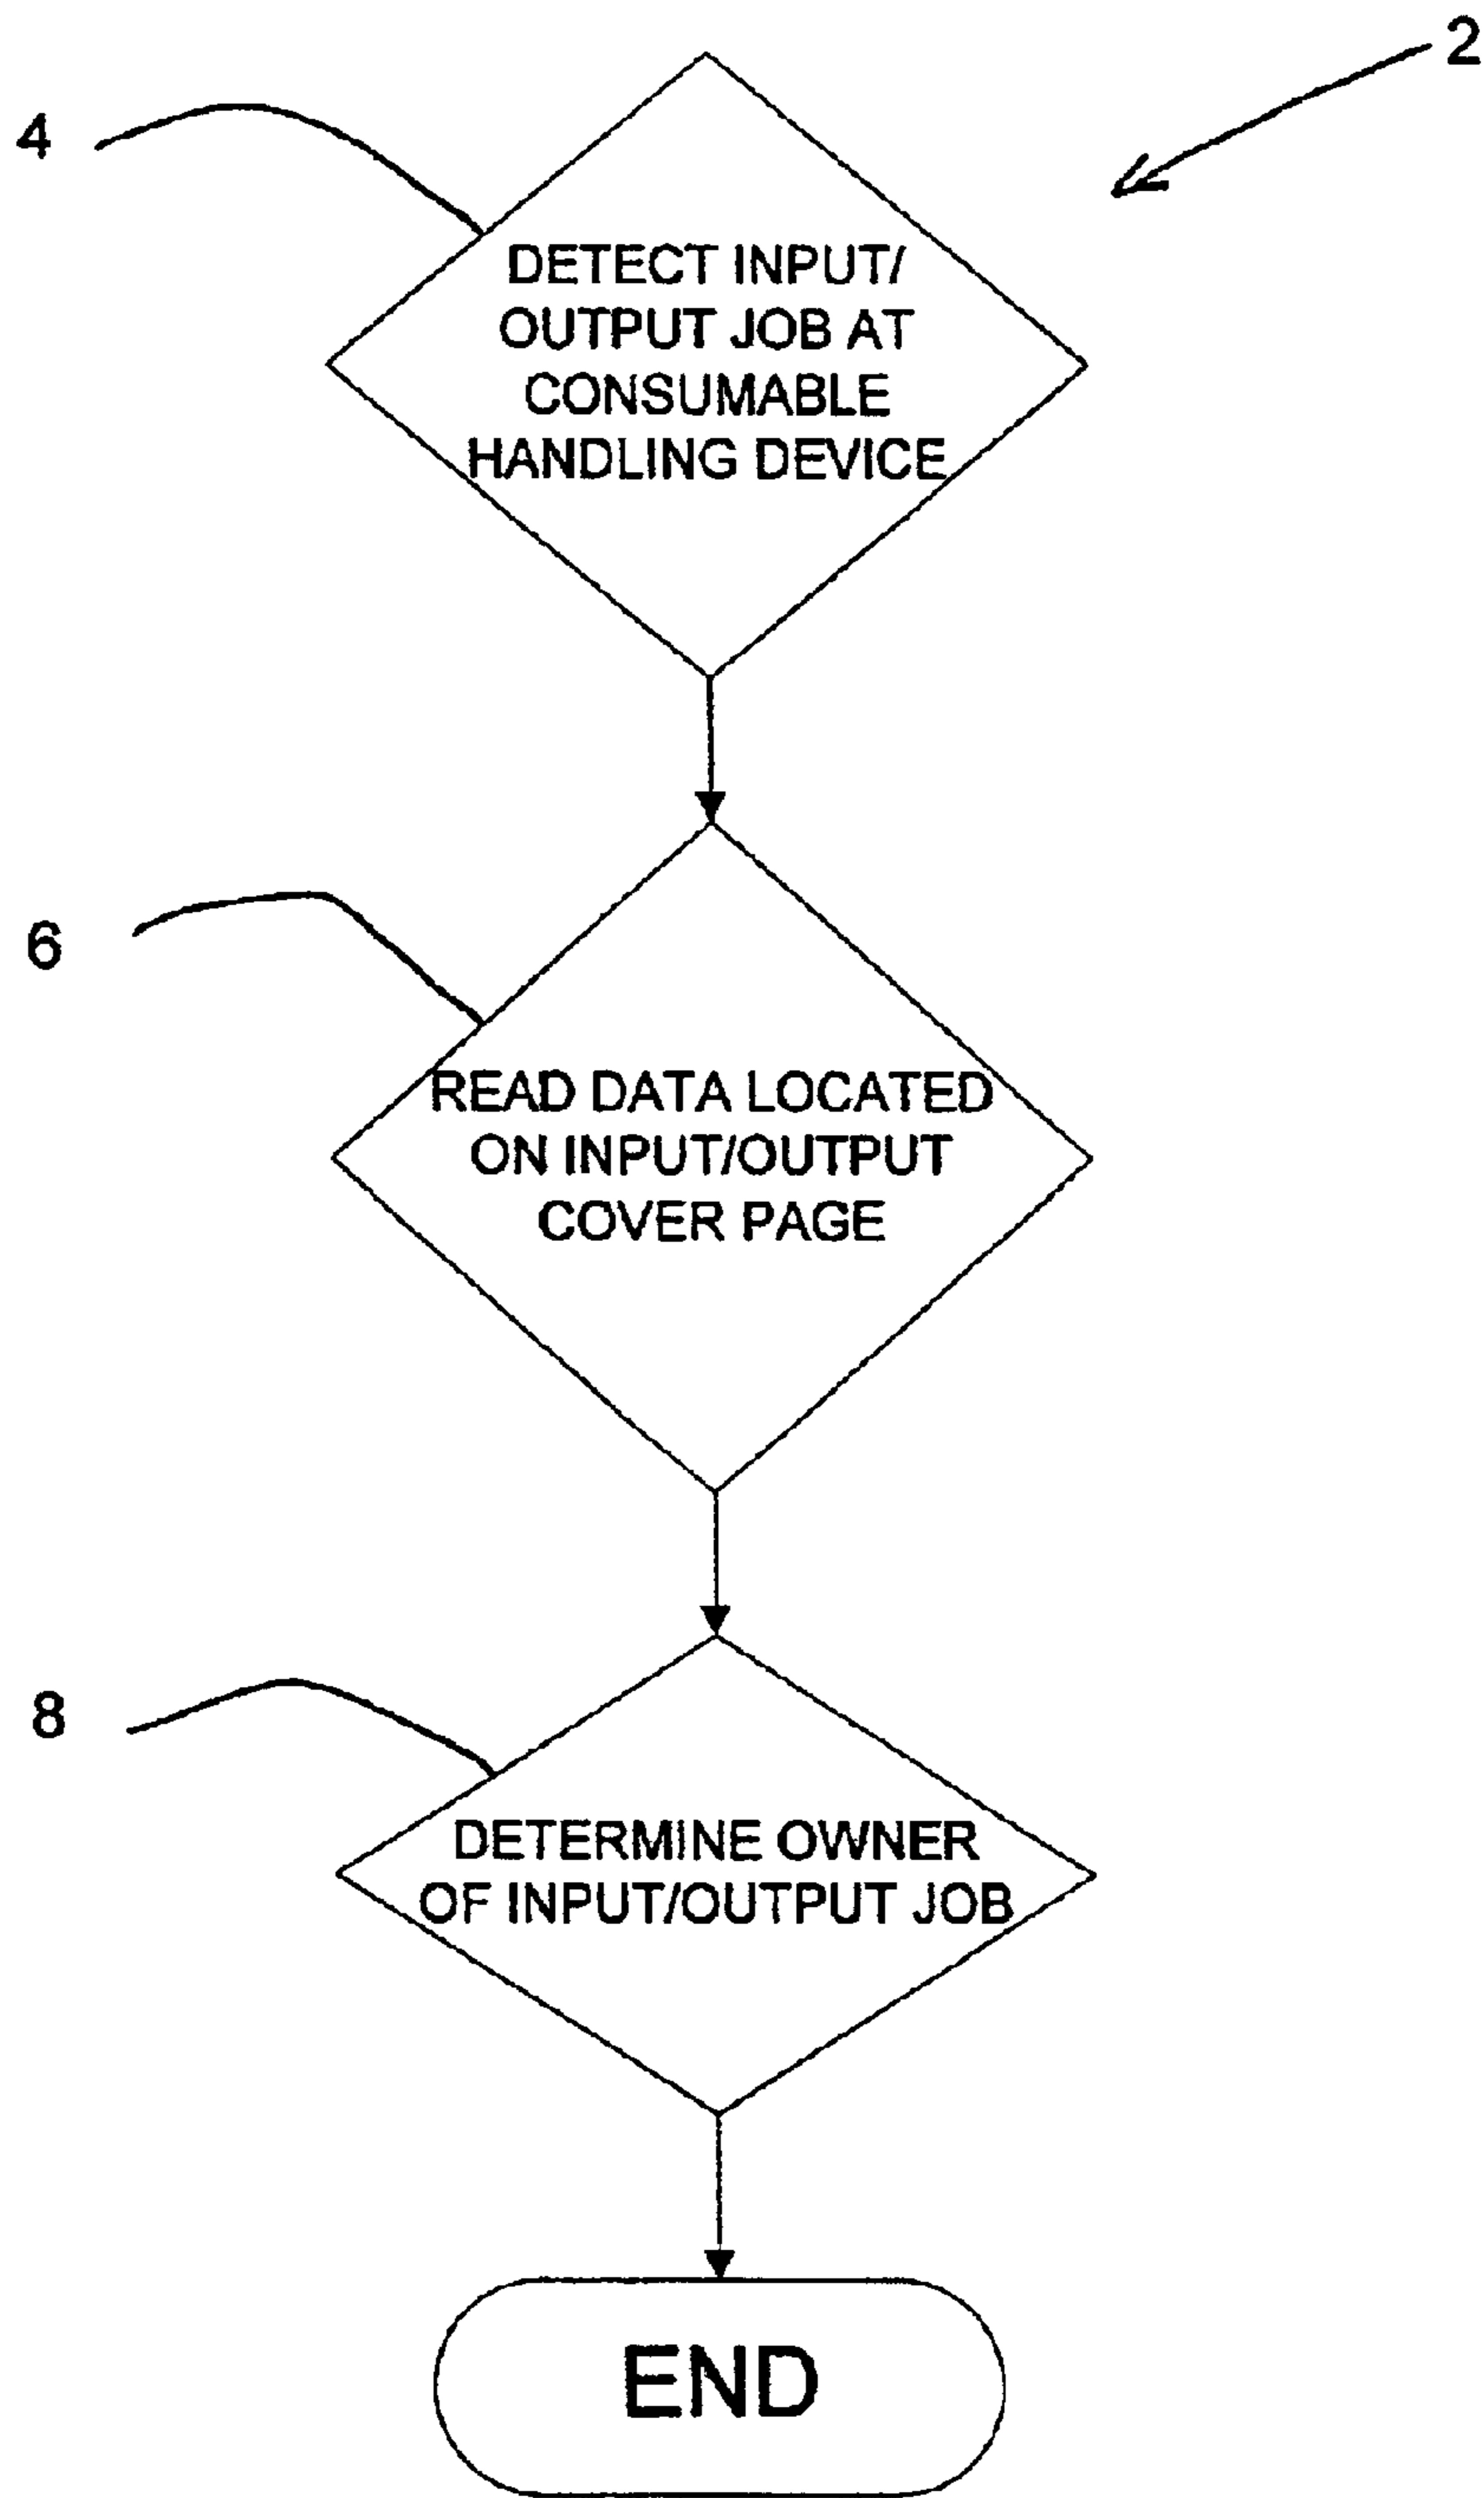 2
4
DETECT INPUT/
OUTPUT JOB AT
CONSUMABLE
HANDLING DEVICE
6
READ DATA LOCATED
ON INPUT/OUTPUT
COVER PAGE
8
DETERMINE OWNER
OF INPUT/OUTPUT JOB
END